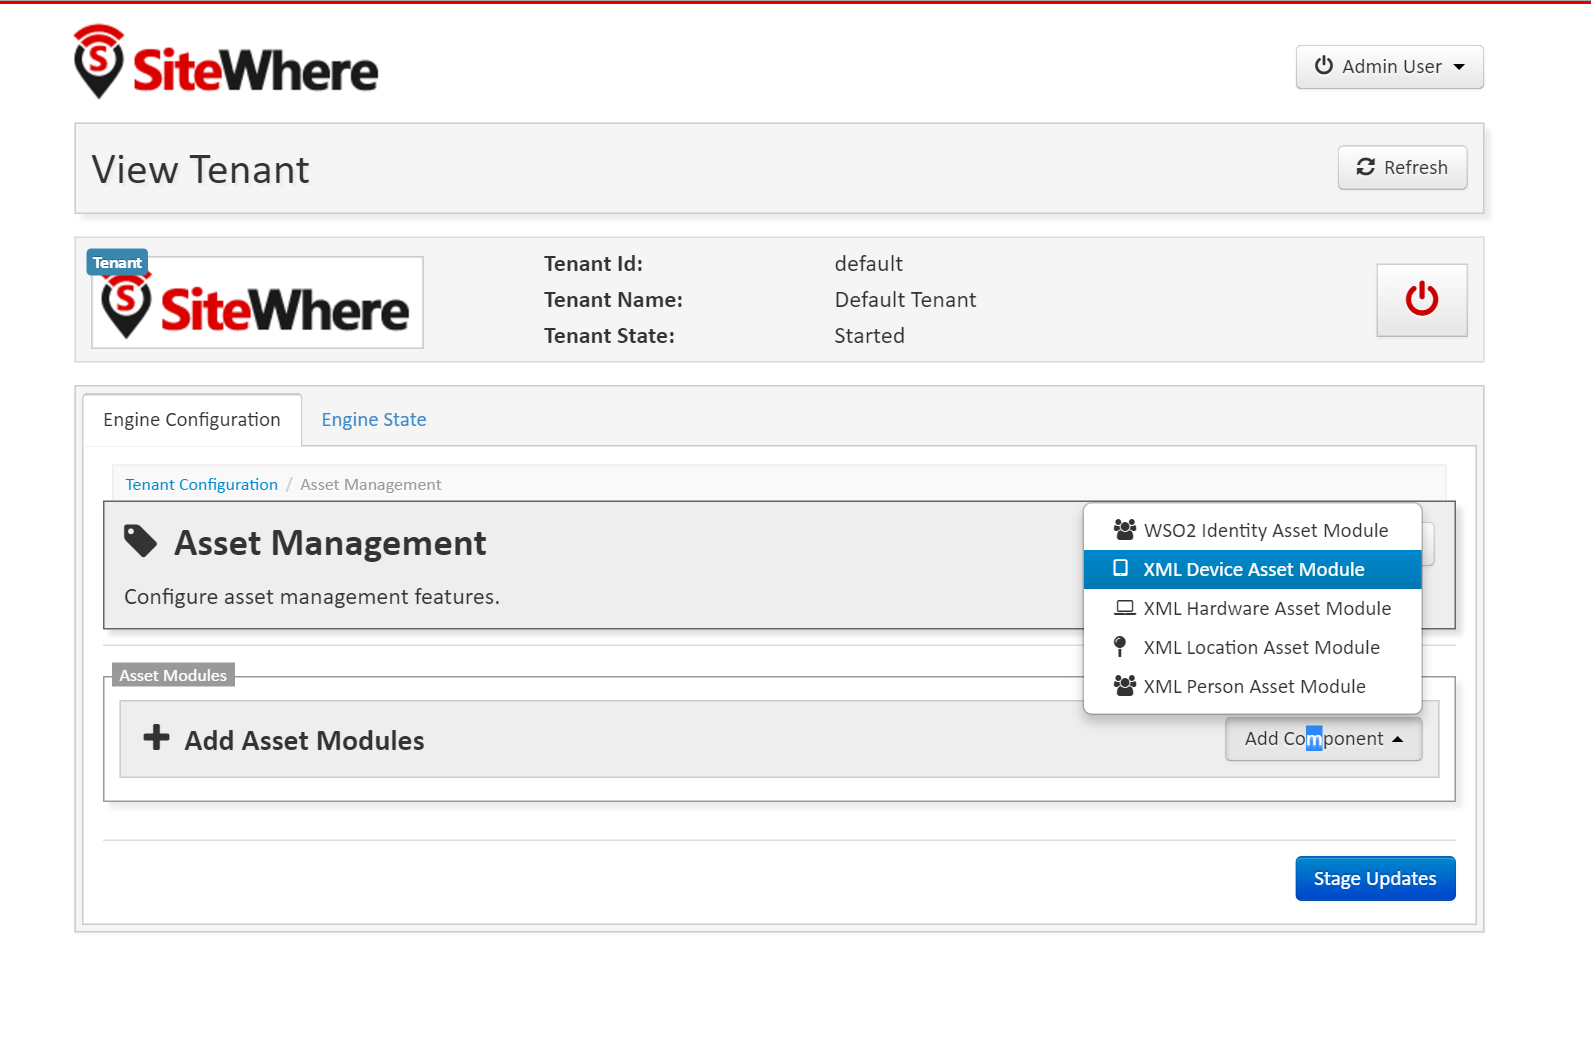 SiteWhere
Admin User
View Tenant
Refresh
Tenant
SiteWhere
Tenant Id: default
Tenant Name: Default Tenant
Tenant State: Started
Engine Configuration
Engine State
Tenant Configuration / Asset Management
Asset Management
Configure asset management features.
WSO2 Identity Asset Module
XML Device Asset Module
XML Hardware Asset Module
XML Location Asset Module
XML Person Asset Module
Asset Modules
Add Asset Modules
Add Component
Stage Updates